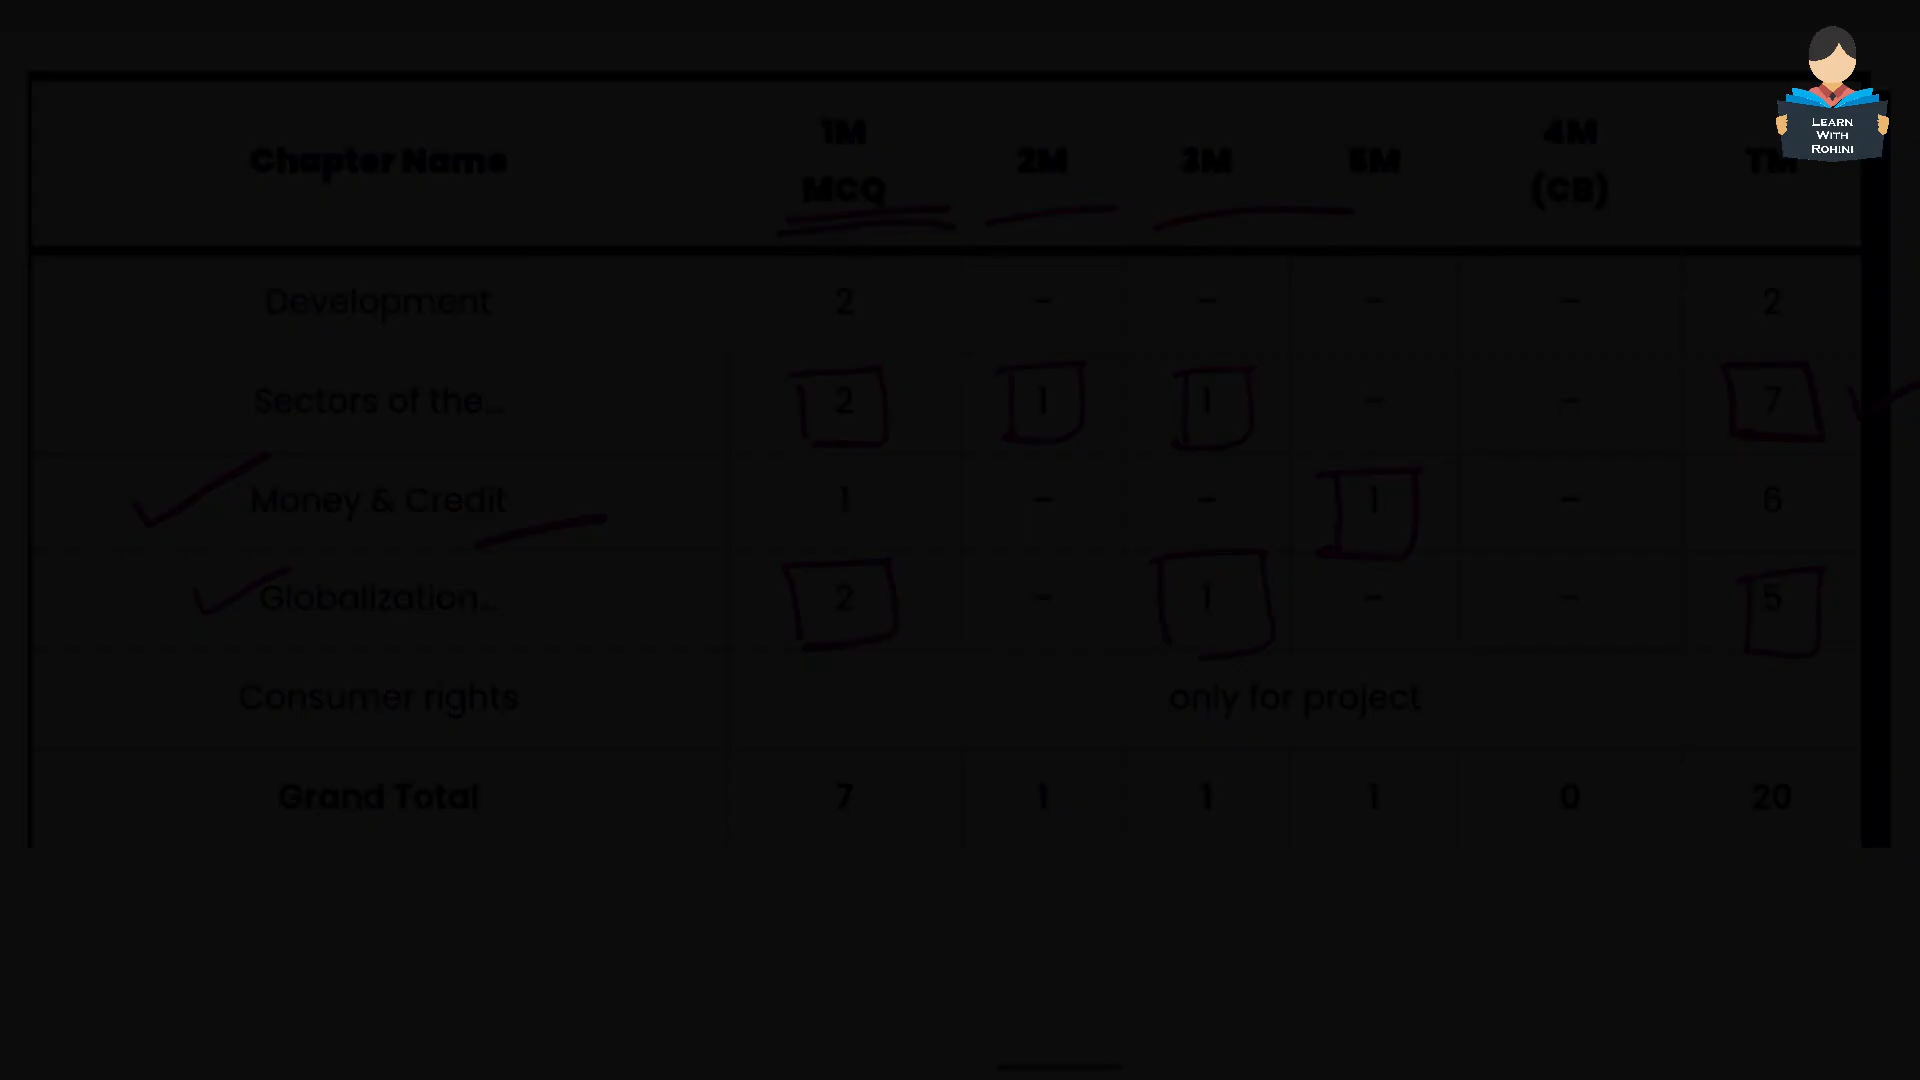 LEARN
WITH
ROHINI
Chapter Name 1M MCQ 2M 3M 5M 4M (CB) TM
Development 2 - - - - 2
Sectors of the... 2 1 1 - - 7
Money & Credit 1 - - 1 - 6
Globalization... 2 - 1 - - 5
Consumer rights only for project
Grand Total 7 1 1 1 0 20